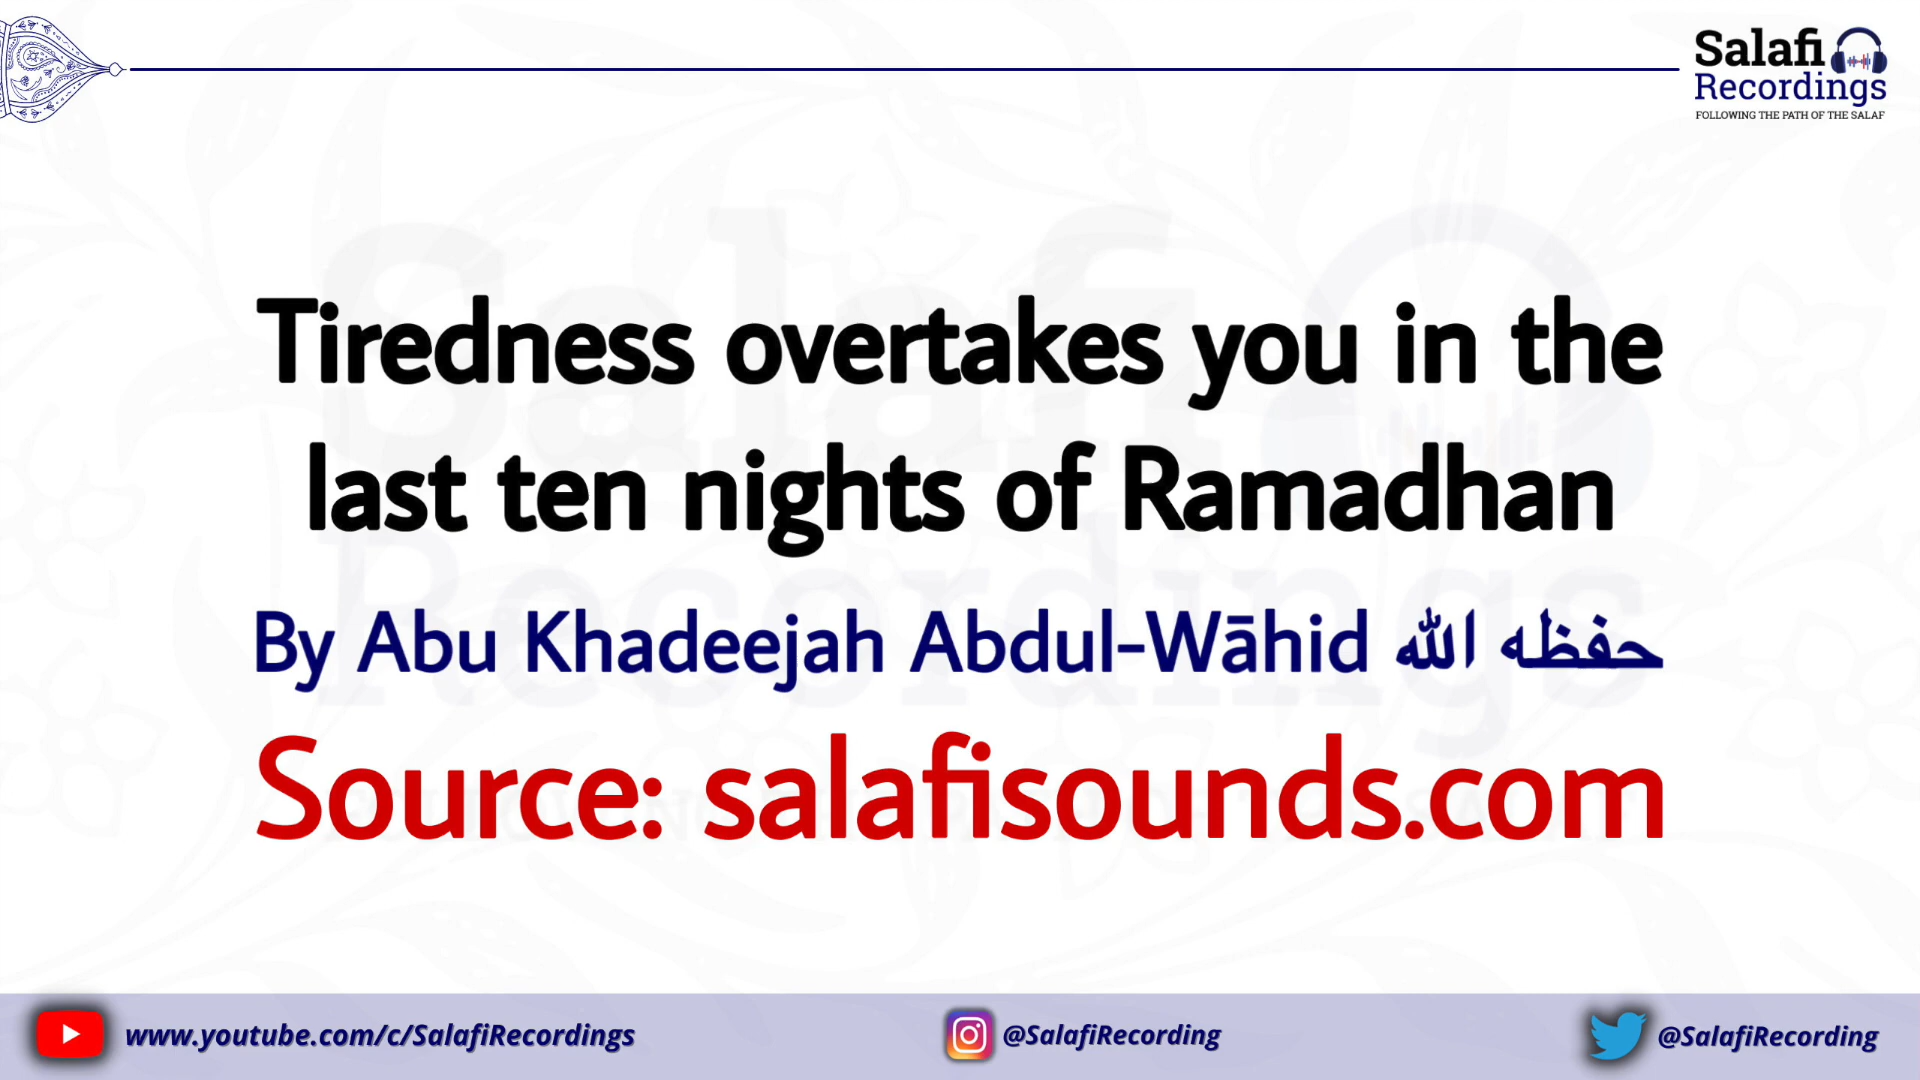 Salafi
Recordings
FOLLOWING THE PATH OF THE SALAF
Tiredness overtakes you in the
last ten nights of Ramadhan
By Abu Khadeejah Abdul-Wāhid حفظه الله
Source: salafisounds.com
www.youtube.com/c/SalafiRecordings
@SalafiRecording
@SalafiRecording